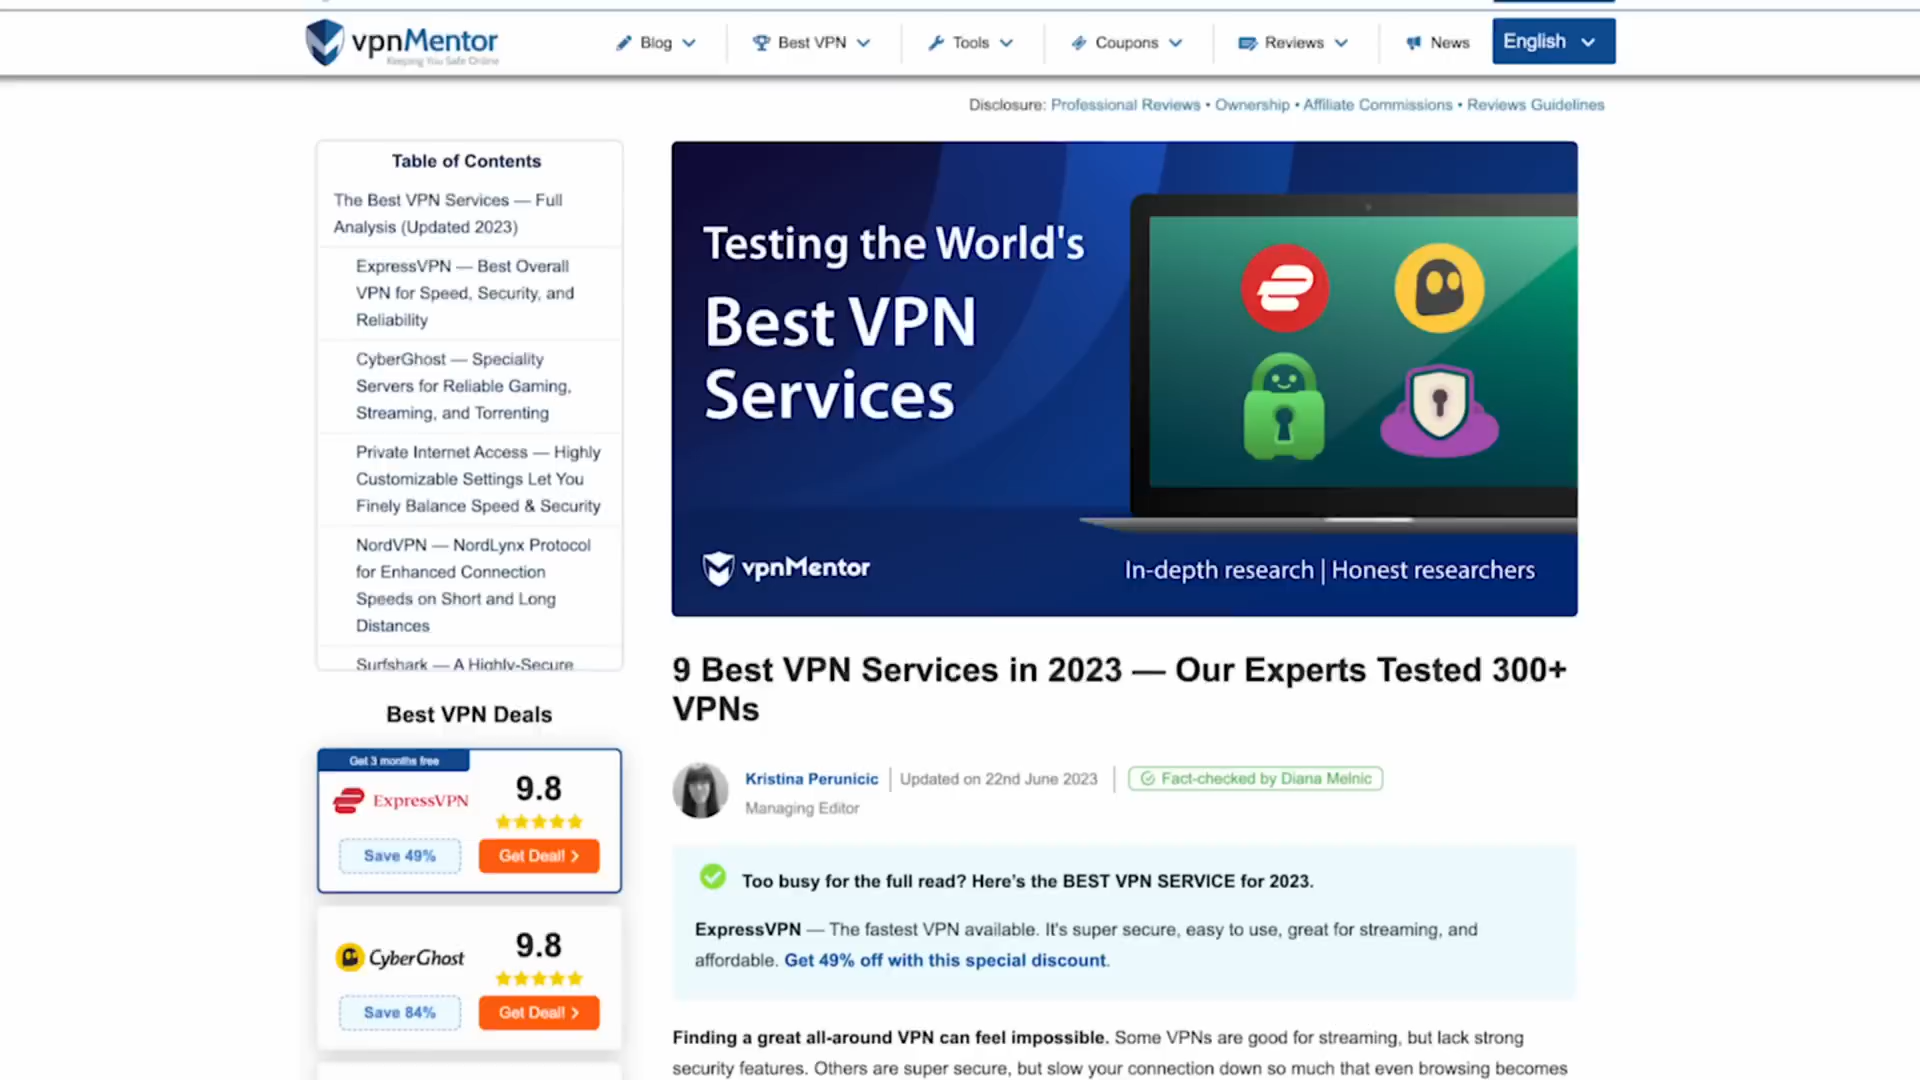 vpnMentor
Keeping You Safe Online
Blog
Best VPN
Tools
Coupons
Reviews
News
English
Disclosure: Professional Reviews • Ownership • Affiliate Commissions • Reviews Guidelines
Table of Contents
The Best VPN Services — Full
Analysis (Updated 2023)
ExpressVPN — Best Overall
VPN for Speed, Security, and
Reliability
CyberGhost — Speciality
Servers for Reliable Gaming,
Streaming, and Torrenting
Private Internet Access — Highly
Customizable Settings Let You
Finely Balance Speed & Security
NordVPN — NordLynx Protocol
for Enhanced Connection
Speeds on Short and Long
Distances
Surfshark — A Highly-Secure
Best VPN Deals
Get 3 months free
ExpressVPN
9.8
Save 49%
Get Deal!
CyberGhost
9.8
Save 84%
Get Deal!
Testing the World's
Best VPN
Services
vpnMentor
In-depth research | Honest researchers
9 Best VPN Services in 2023 — Our Experts Tested 300+
VPNs
Kristina Perunicic | Updated on 22nd June 2023 | Fact-checked by Diana Melnic
Managing Editor
Too busy for the full read? Here's the BEST VPN SERVICE for 2023.
ExpressVPN — The fastest VPN available. It's super secure, easy to use, great for streaming, and
affordable. Get 49% off with this special discount.
Finding a great all-around VPN can feel impossible. Some VPNs are good for streaming, but lack strong
security features. Others are super secure, but slow your connection down so much that even browsing becomes